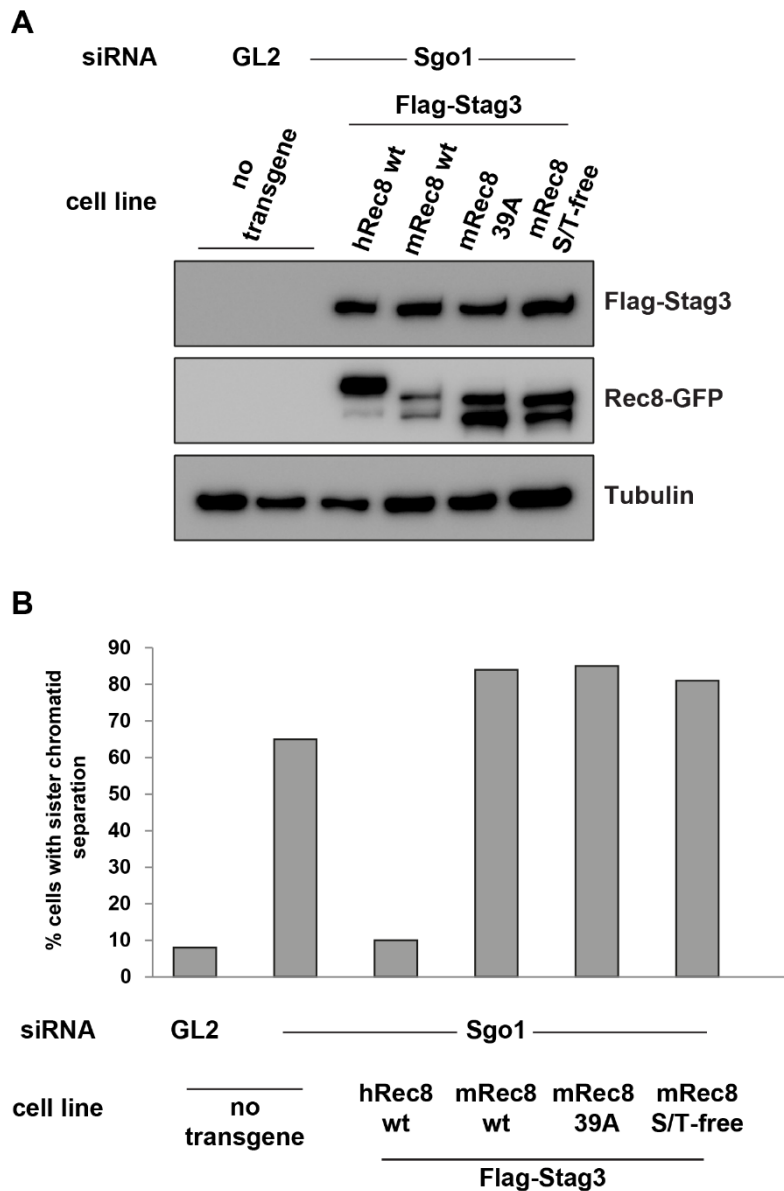 A
siRNA GL2 Sgo1
Flag-Stag3
cell line
no
transgene
hRec8 wt
mRec8 wt
mRec8
39A
mRec8
S/T-free
Flag-Stag3
Rec8-GFP
Tubulin
B
% cells with sister chromatid
separation
90
80
70
60
50
40
30
20
10
0
siRNA GL2 Sgo1
cell line
no
transgene
hRec8
wt
mRec8
wt
mRec8
39A
mRec8
S/T-free
Flag-Stag3